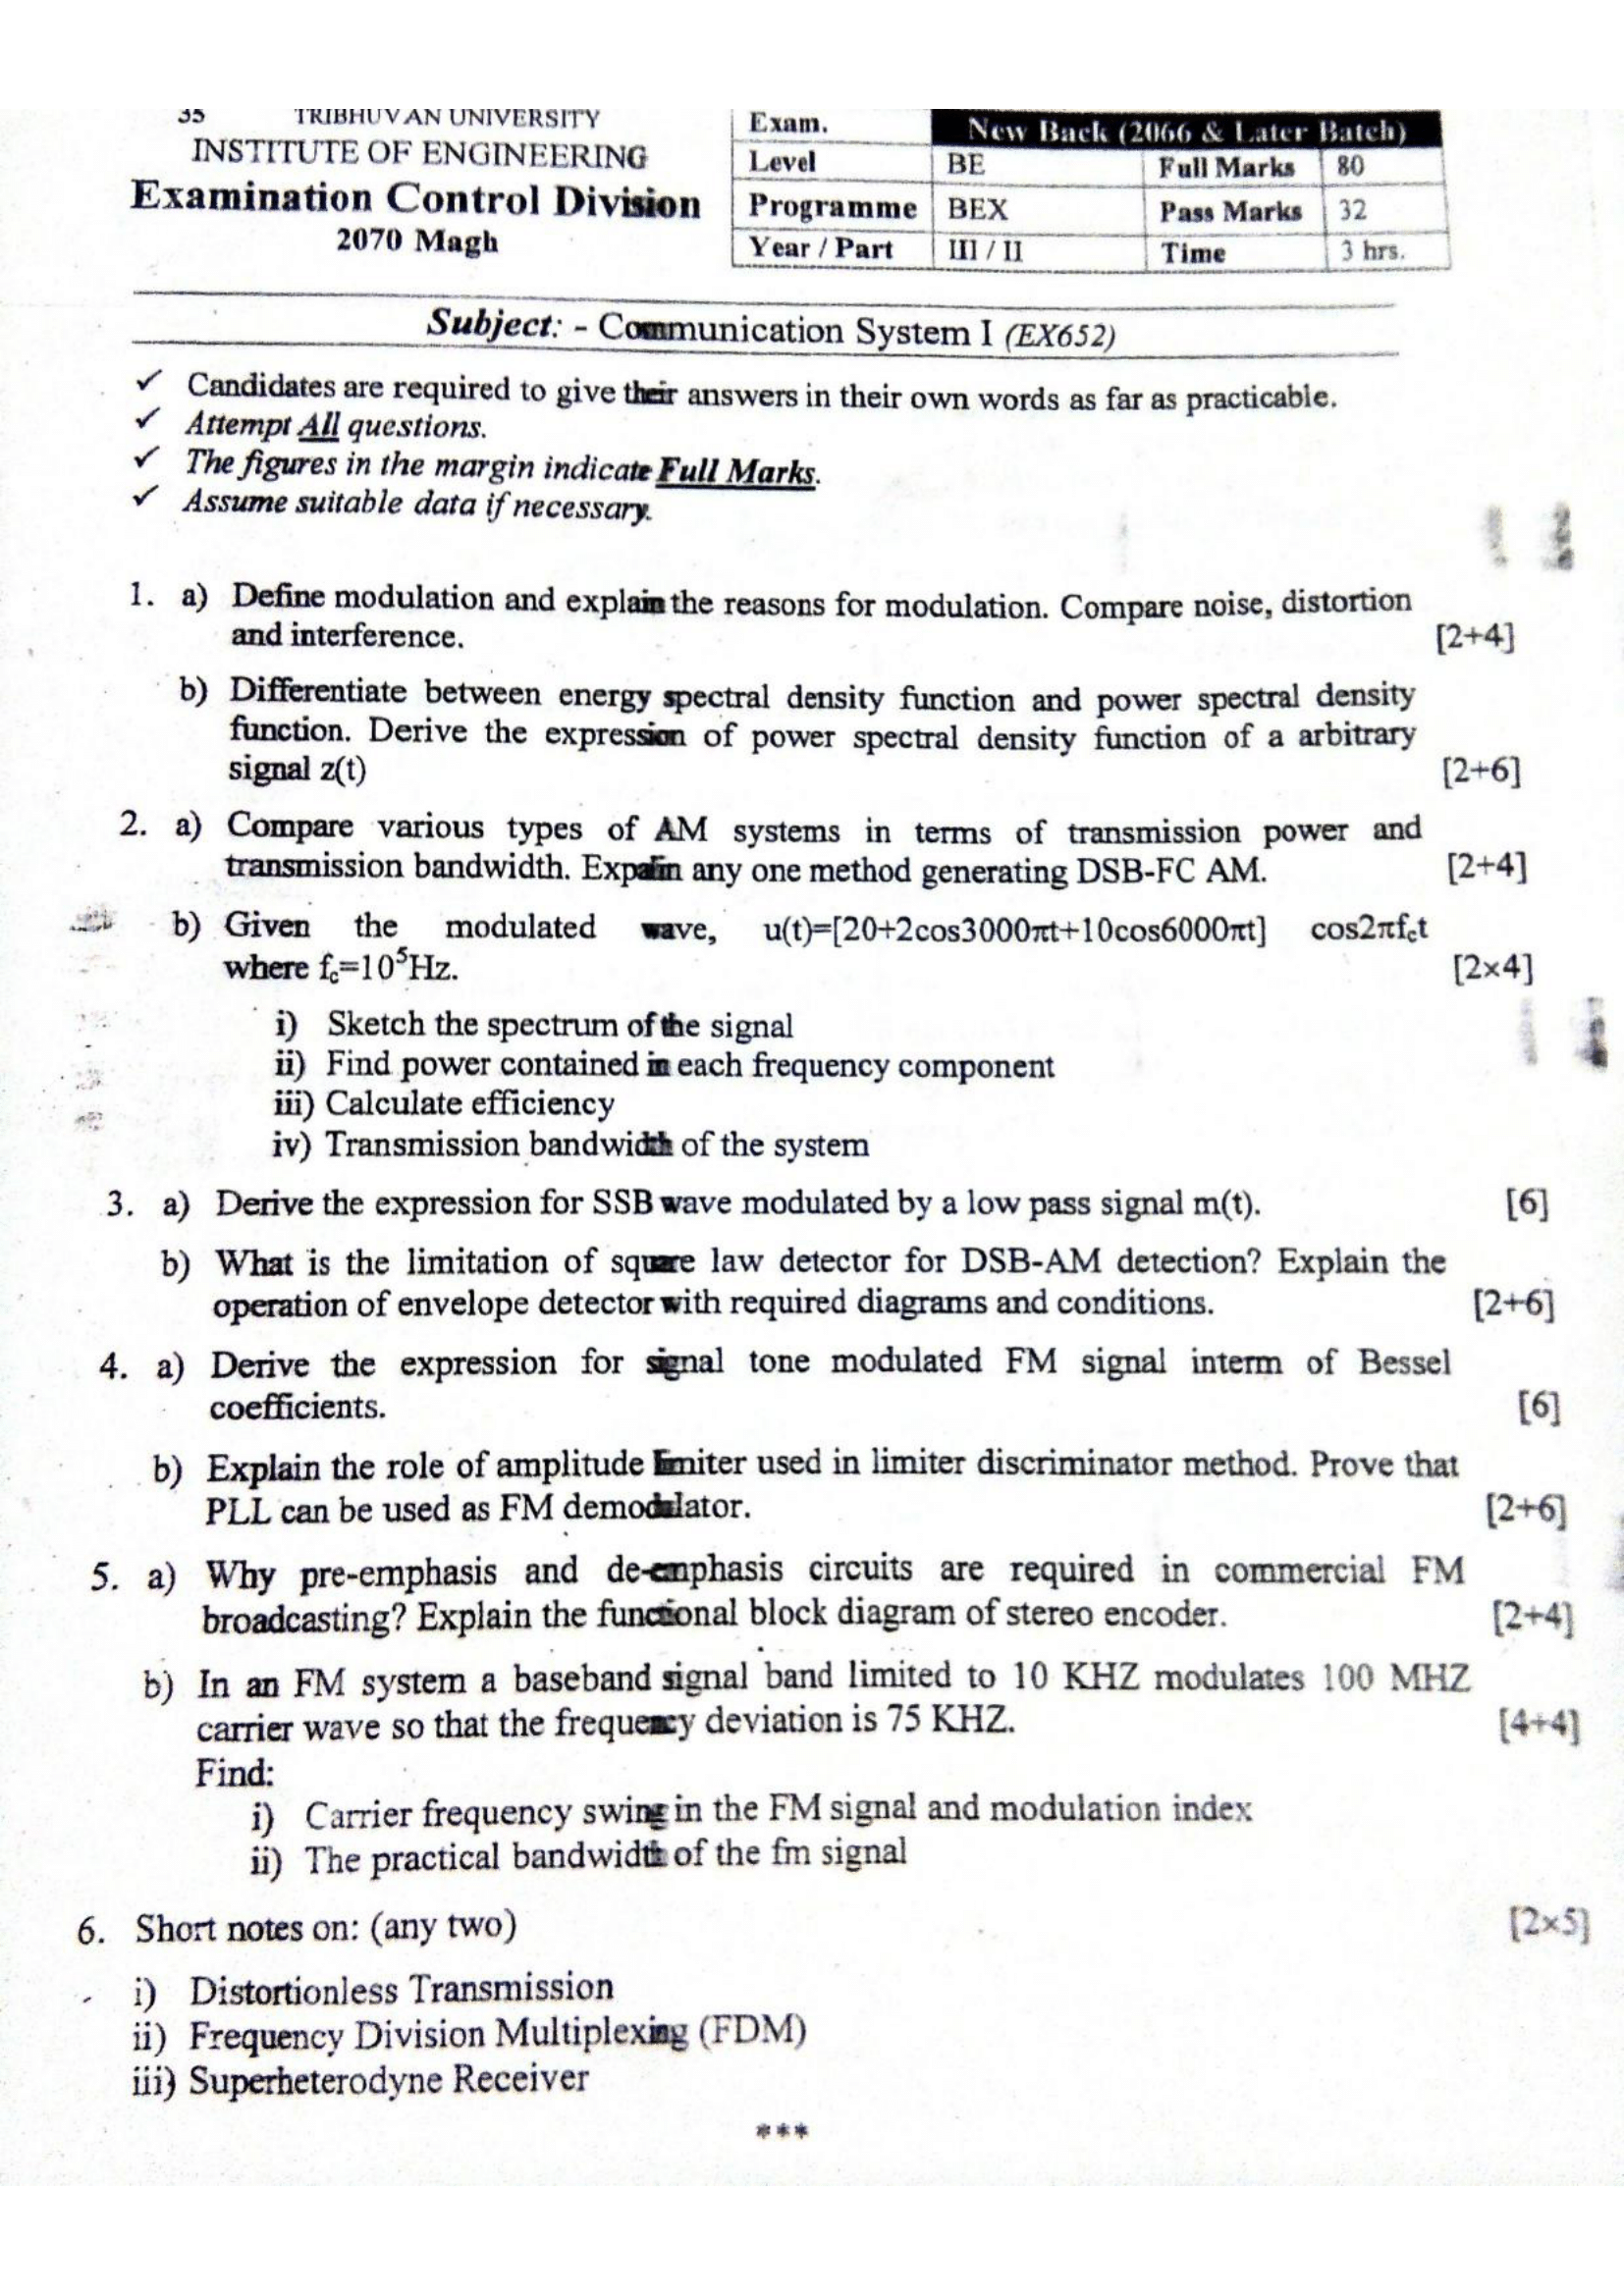 35 TRIBHUVAN UNIVERSITY
INSTITUTE OF ENGINEERING
Examination Control Division
2070 Magh
Exam. New Back (2066 & Later Batch)
Level BE Full Marks 80
Programme BEX Pass Marks 32
Year / Part III / II Time 3 hrs.
Subject: - Communication System I (EX652)
✓ Candidates are required to give their answers in their own words as far as practicable.
✓ Attempt All questions.
✓ The figures in the margin indicate Full Marks.
✓ Assume suitable data if necessary.
1. a) Define modulation and explain the reasons for modulation. Compare noise, distortion
and interference. [2+4]
b) Differentiate between energy spectral density function and power spectral density
function. Derive the expression of power spectral density function of a arbitrary
signal z(t) [2+6]
2. a) Compare various types of AM systems in terms of transmission power and
transmission bandwidth. Expalin any one method generating DSB-FC AM. [2+4]
b) Given the modulated wave, u(t)=[20+2cos3000πt+10cos6000πt] cos2πf꜀t
where f꜀=10⁵Hz. [2×4]
i) Sketch the spectrum of the signal
ii) Find power contained in each frequency component
iii) Calculate efficiency
iv) Transmission bandwidth of the system
3. a) Derive the expression for SSB wave modulated by a low pass signal m(t). [6]
b) What is the limitation of square law detector for DSB-AM detection? Explain the
operation of envelope detector with required diagrams and conditions. [2+6]
4. a) Derive the expression for signal tone modulated FM signal interm of Bessel
coefficients. [6]
b) Explain the role of amplitude limiter used in limiter discriminator method. Prove that
PLL can be used as FM demodulator. [2+6]
5. a) Why pre-emphasis and de-emphasis circuits are required in commercial FM
broadcasting? Explain the functional block diagram of stereo encoder. [2+4]
b) In an FM system a baseband signal band limited to 10 KHZ modulates 100 MHZ
carrier wave so that the frequency deviation is 75 KHZ. [4+4]
Find:
i) Carrier frequency swing in the FM signal and modulation index
ii) The practical bandwidth of the fm signal
6. Short notes on: (any two) [2×5]
i) Distortionless Transmission
ii) Frequency Division Multiplexing (FDM)
iii) Superheterodyne Receiver
***